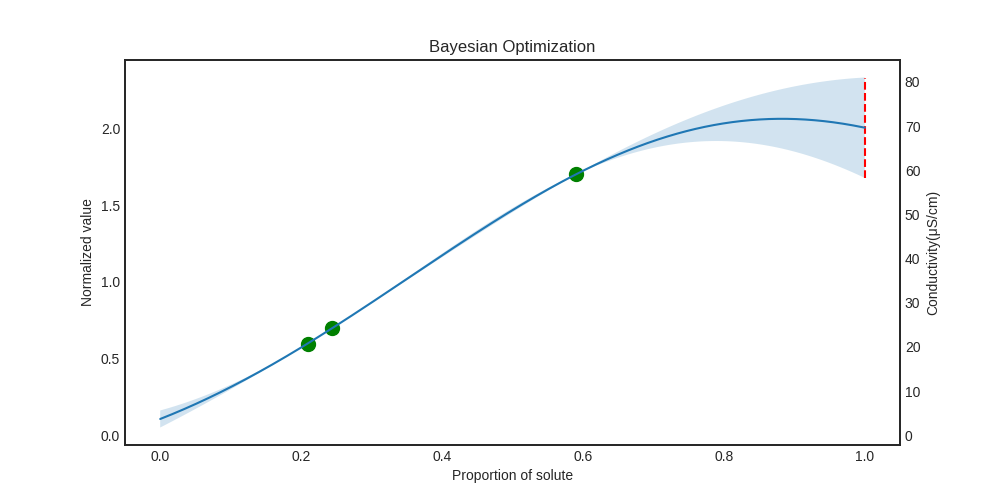 Bayesian Optimization
Normalized value
2.0
1.5
1.0
0.5
0.0
80
70
60
50
40
30
20
10
0
Conductivity(μS/cm)
0.0 0.2 0.4 0.6 0.8 1.0
Proportion of solute